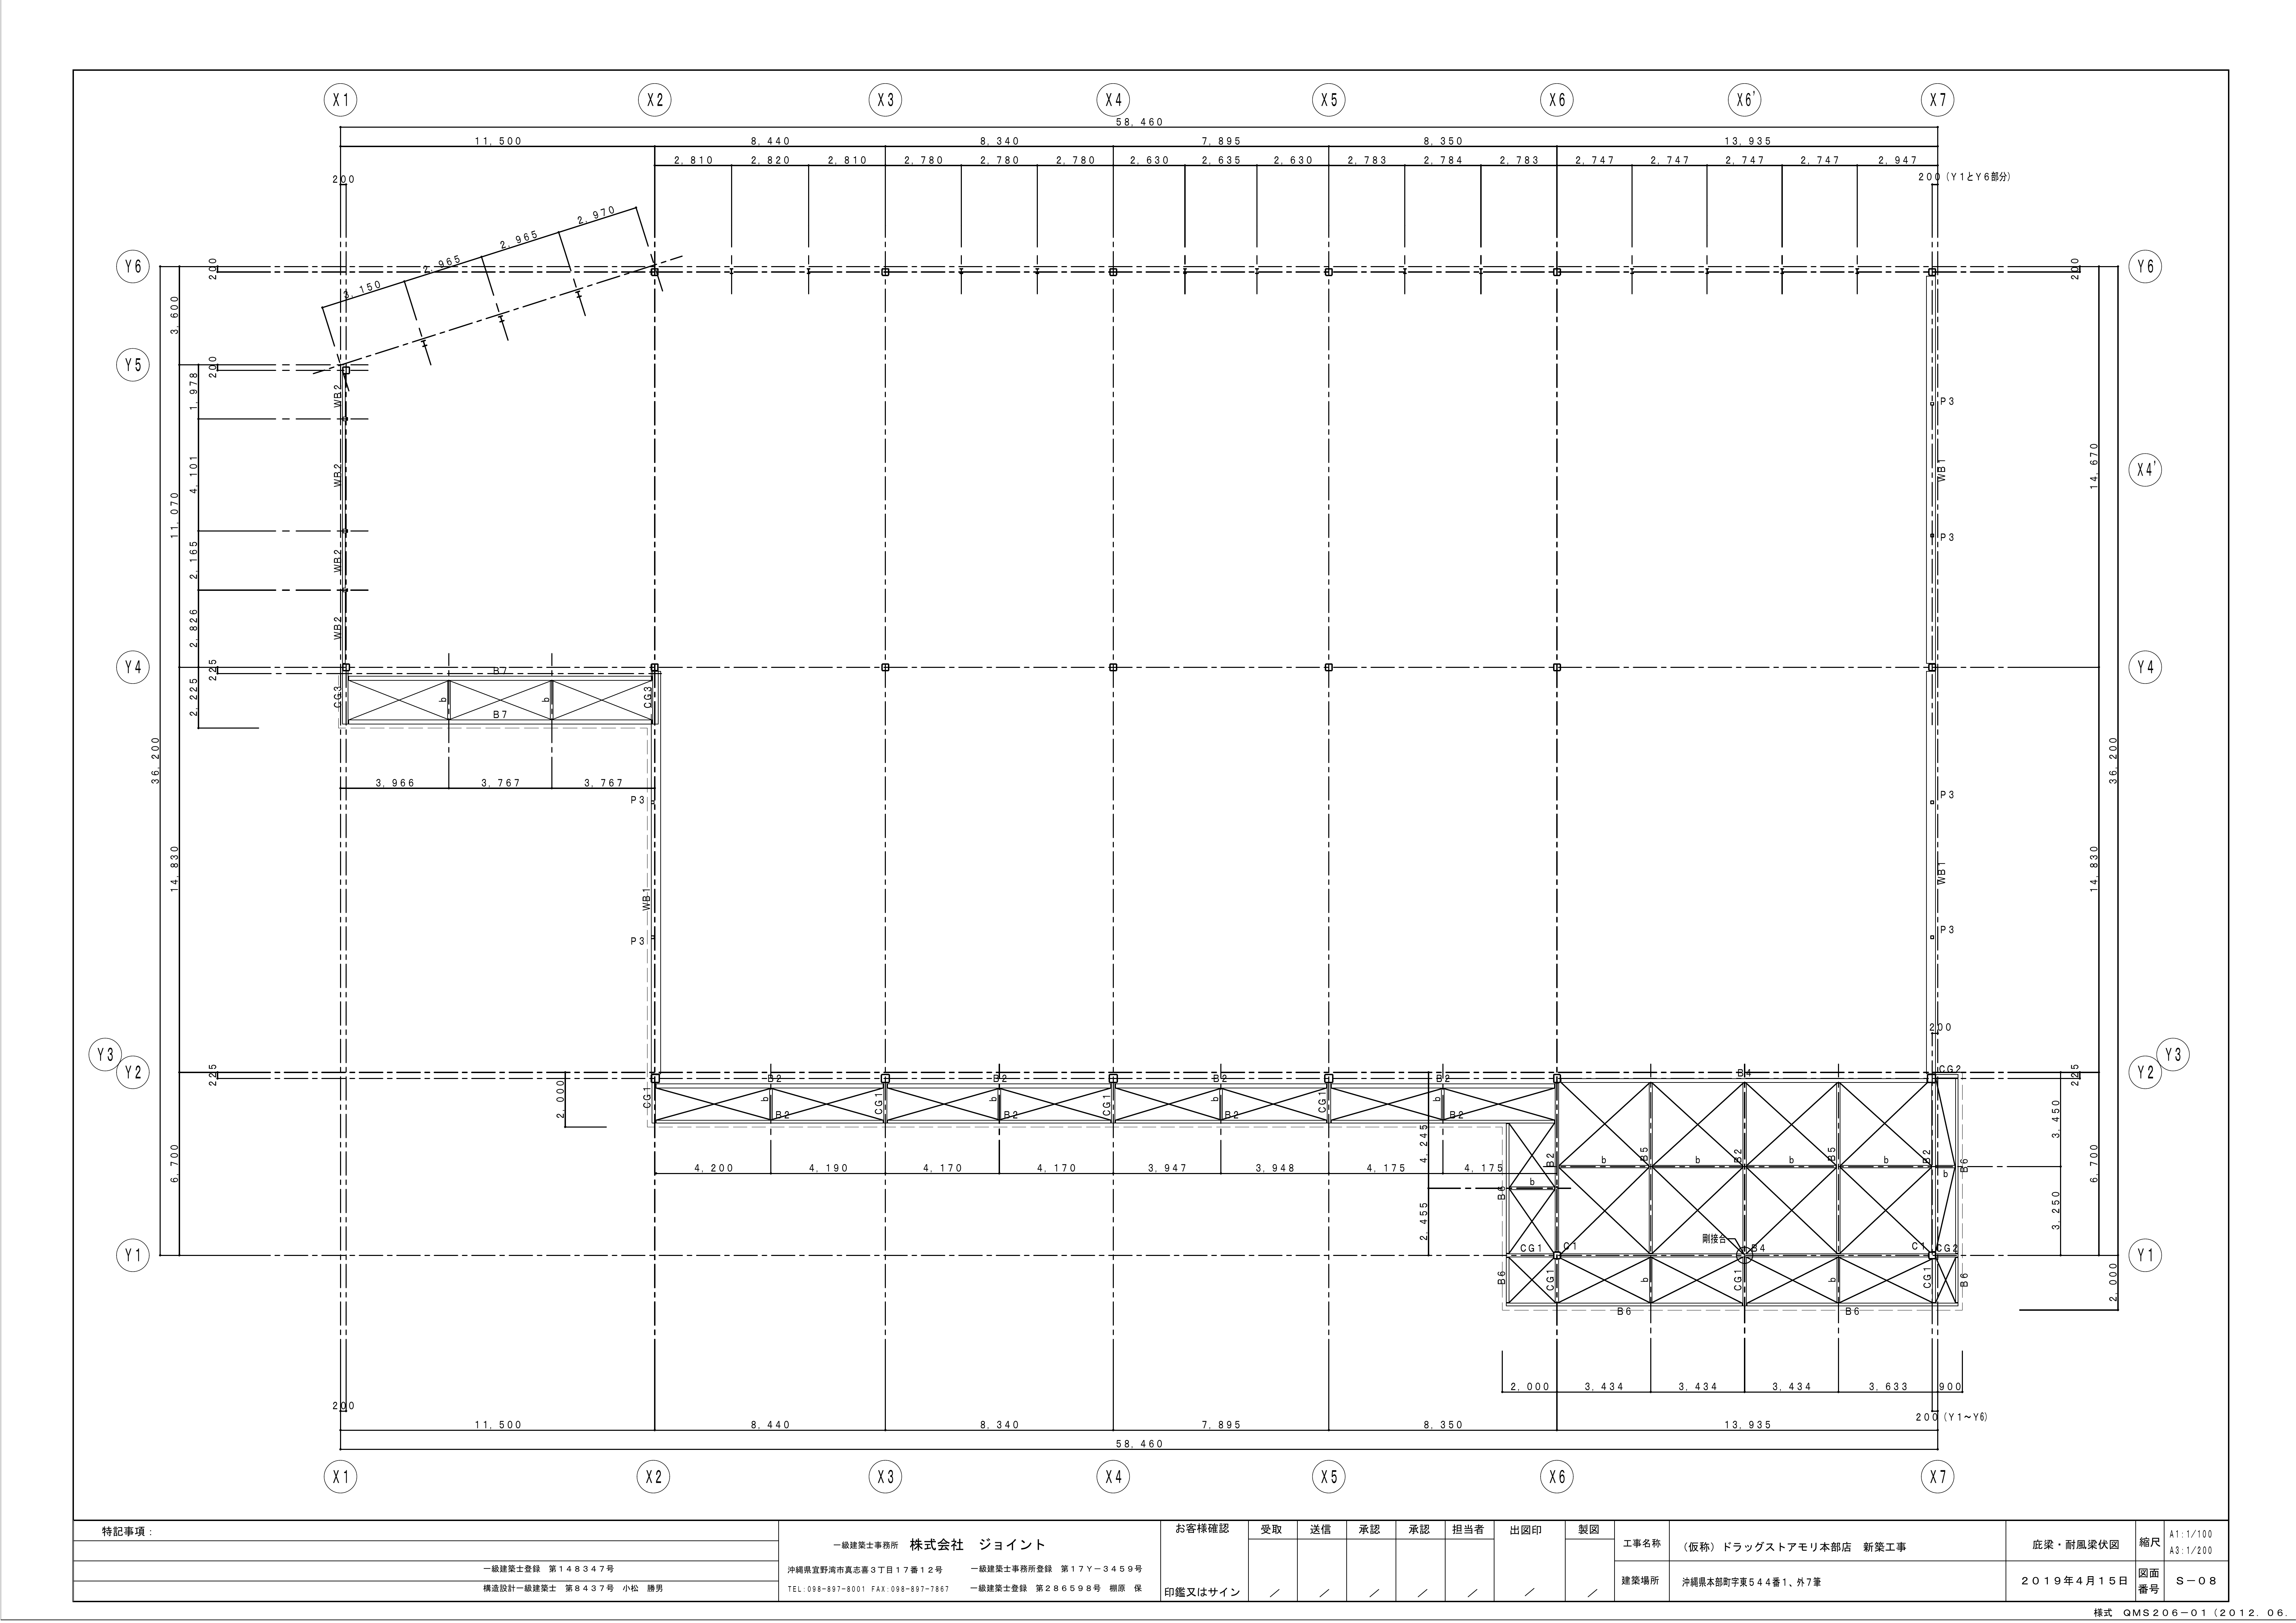 X1 X2 X3 X4 X5 X6 X6' X7
58,460
11,500 8,440 8,340 7,895 8,350 13,935
2,810 2,820 2,810 2,780 2,780 2,780 2,630 2,635 2,630 2,783 2,784 2,783 2,747 2,747 2,747 2,747 2,947
200
200 (Y1とY6部分)
3,150 2,965 2,965 2,970
Y6
200
200
Y6
3,600
Y5
200
1,978
WB2
P3
4,101
WB2
11,070
14,670
WB1
X4'
2,165
WB2
P3
2,826
WB2
Y4
225
Y4
B7
2,225
CG3
b
b
CG3
B7
36,200
36,200
3,966 3,767 3,767
P3
P3
14,830
WB1
WB1
14,830
P3
P3
200
Y3
Y2
225
Y3
Y2
225
2,000
CG1
B2 B2 B2 B2
b
B2
CG1
b
B2
CG1
b
B2
CG1
b
B2
B4
CG2
4,200 4,190 4,170 4,170 3,947 3,948 4,175 4,175
4,245
2,455
B2
B6
b
b
B5
b
B2
b
B5
b
B2
b
B6
3,450
3,250
6,700
6,700
剛接合
Y1
CG1
C1
B4
C1
CG2
Y1
B6
CG1
b
CG1
b
CG1
B6
B6
B6
2,000
2,000 3,434 3,434 3,434 3,633 900
200
200 (Y1~Y6)
11,500 8,440 8,340 7,895 8,350 13,935
58,460
X1 X2 X3 X4 X5 X6 X7
特記事項:
一級建築士登録 第148347号
構造設計一級建築士 第8437号 小松 勝男
一級建築士事務所 株式会社 ジョイント
沖縄県宜野湾市真志喜3丁目17番12号 一級建築士事務所登録 第17Y-3459号
TEL:098-897-8001 FAX:098-897-7867 一級建築士登録 第286598号 棚原 保
お客様確認
印鑑又はサイン
受取 送信 承認 承認 担当者 出図印 製図
/ / / / / / /
工事名称 (仮称)ドラッグストアモリ本部店 新築工事
建築場所 沖縄県本部町字東544番1、外7筆
庇梁・耐風梁伏図
2019年4月15日
縮尺
A1:1/100
A3:1/200
図面
番号
S-08
様式 QMS206-01(2012.06.